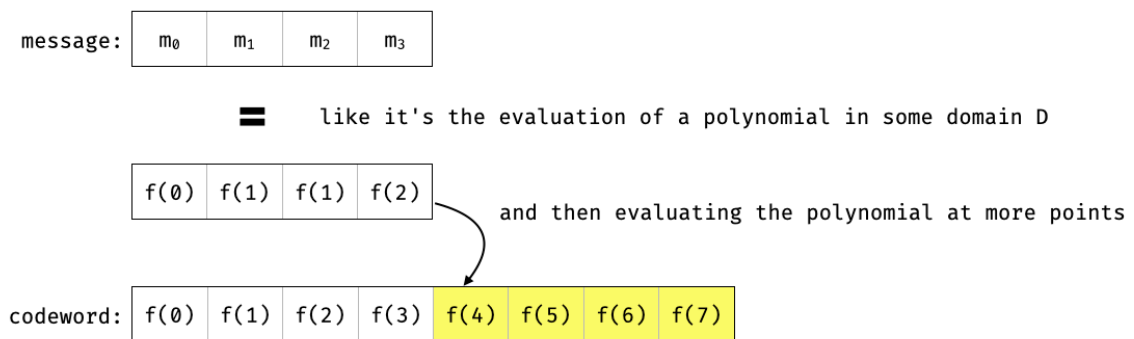 message: m₀ m₁ m₂ m₃
= like it's the evaluation of a polynomial in some domain D
f(0) f(1) f(1) f(2)
and then evaluating the polynomial at more points
codeword: f(0) f(1) f(2) f(3) f(4) f(5) f(6) f(7)